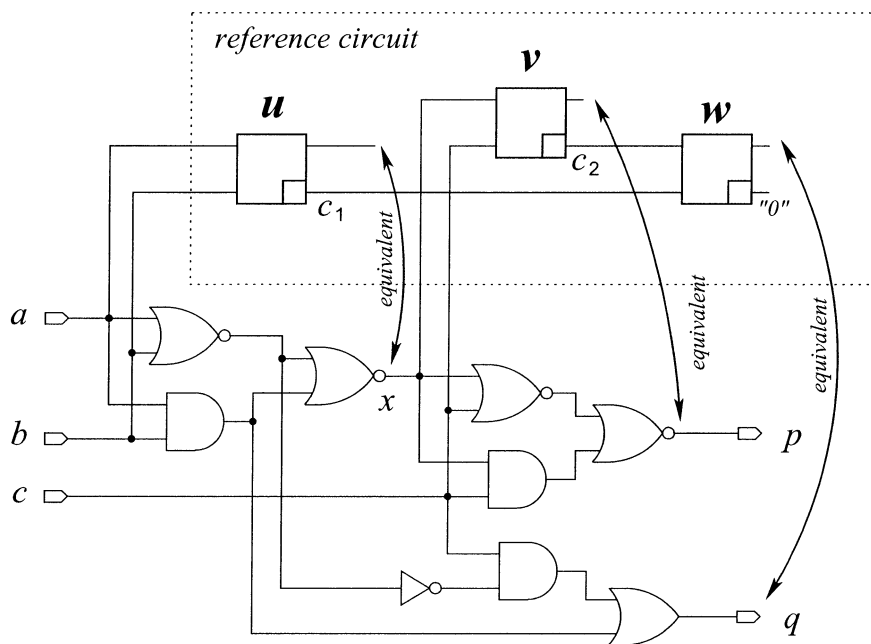 reference circuit
u
v
w
c1
c2
"0"
equivalent
equivalent
equivalent
a
b
c
x
p
q